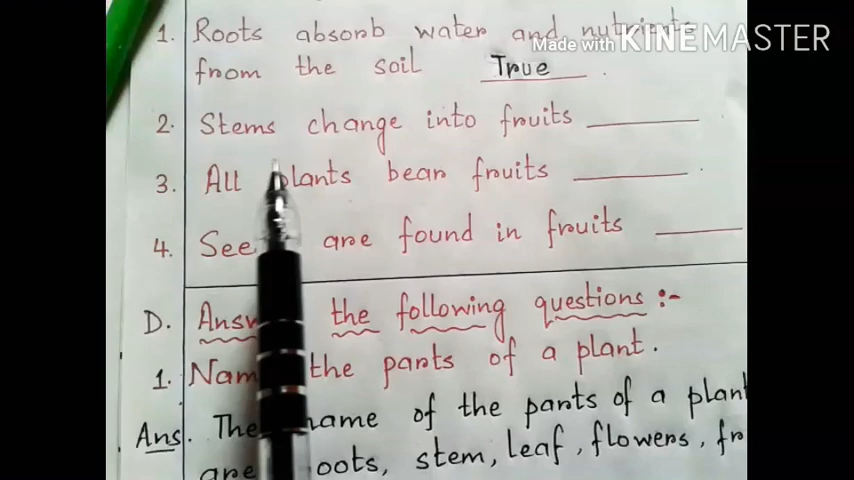 Made with KINEMASTER
1. Roots absorb water and nutrients
from the soil True .
2. Stems change into fruits
3. All plants bear fruits .
4. are found in fruits
D. the following questions :-
1. the parts of a plant.
Ans. The name of the parts of a plant
are stem, leaf, flowers,